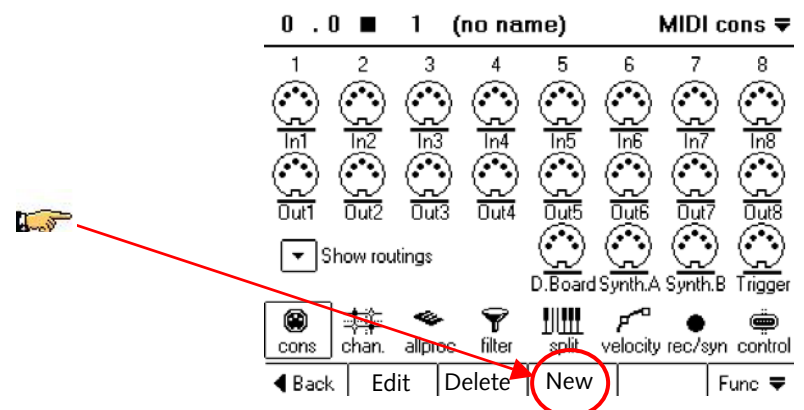 0 . 0 ■ 1 (no name) MIDI cons
1 2 3 4 5 6 7 8
In1 In2 In3 In4 In5 In6 In7 In8
Out1 Out2 Out3 Out4 Out5 Out6 Out7 Out8
Show routings
D.Board Synth.A Synth.B Trigger
cons chan. allproc filter split velocity rec/syn control
Back Edit Delete New Func